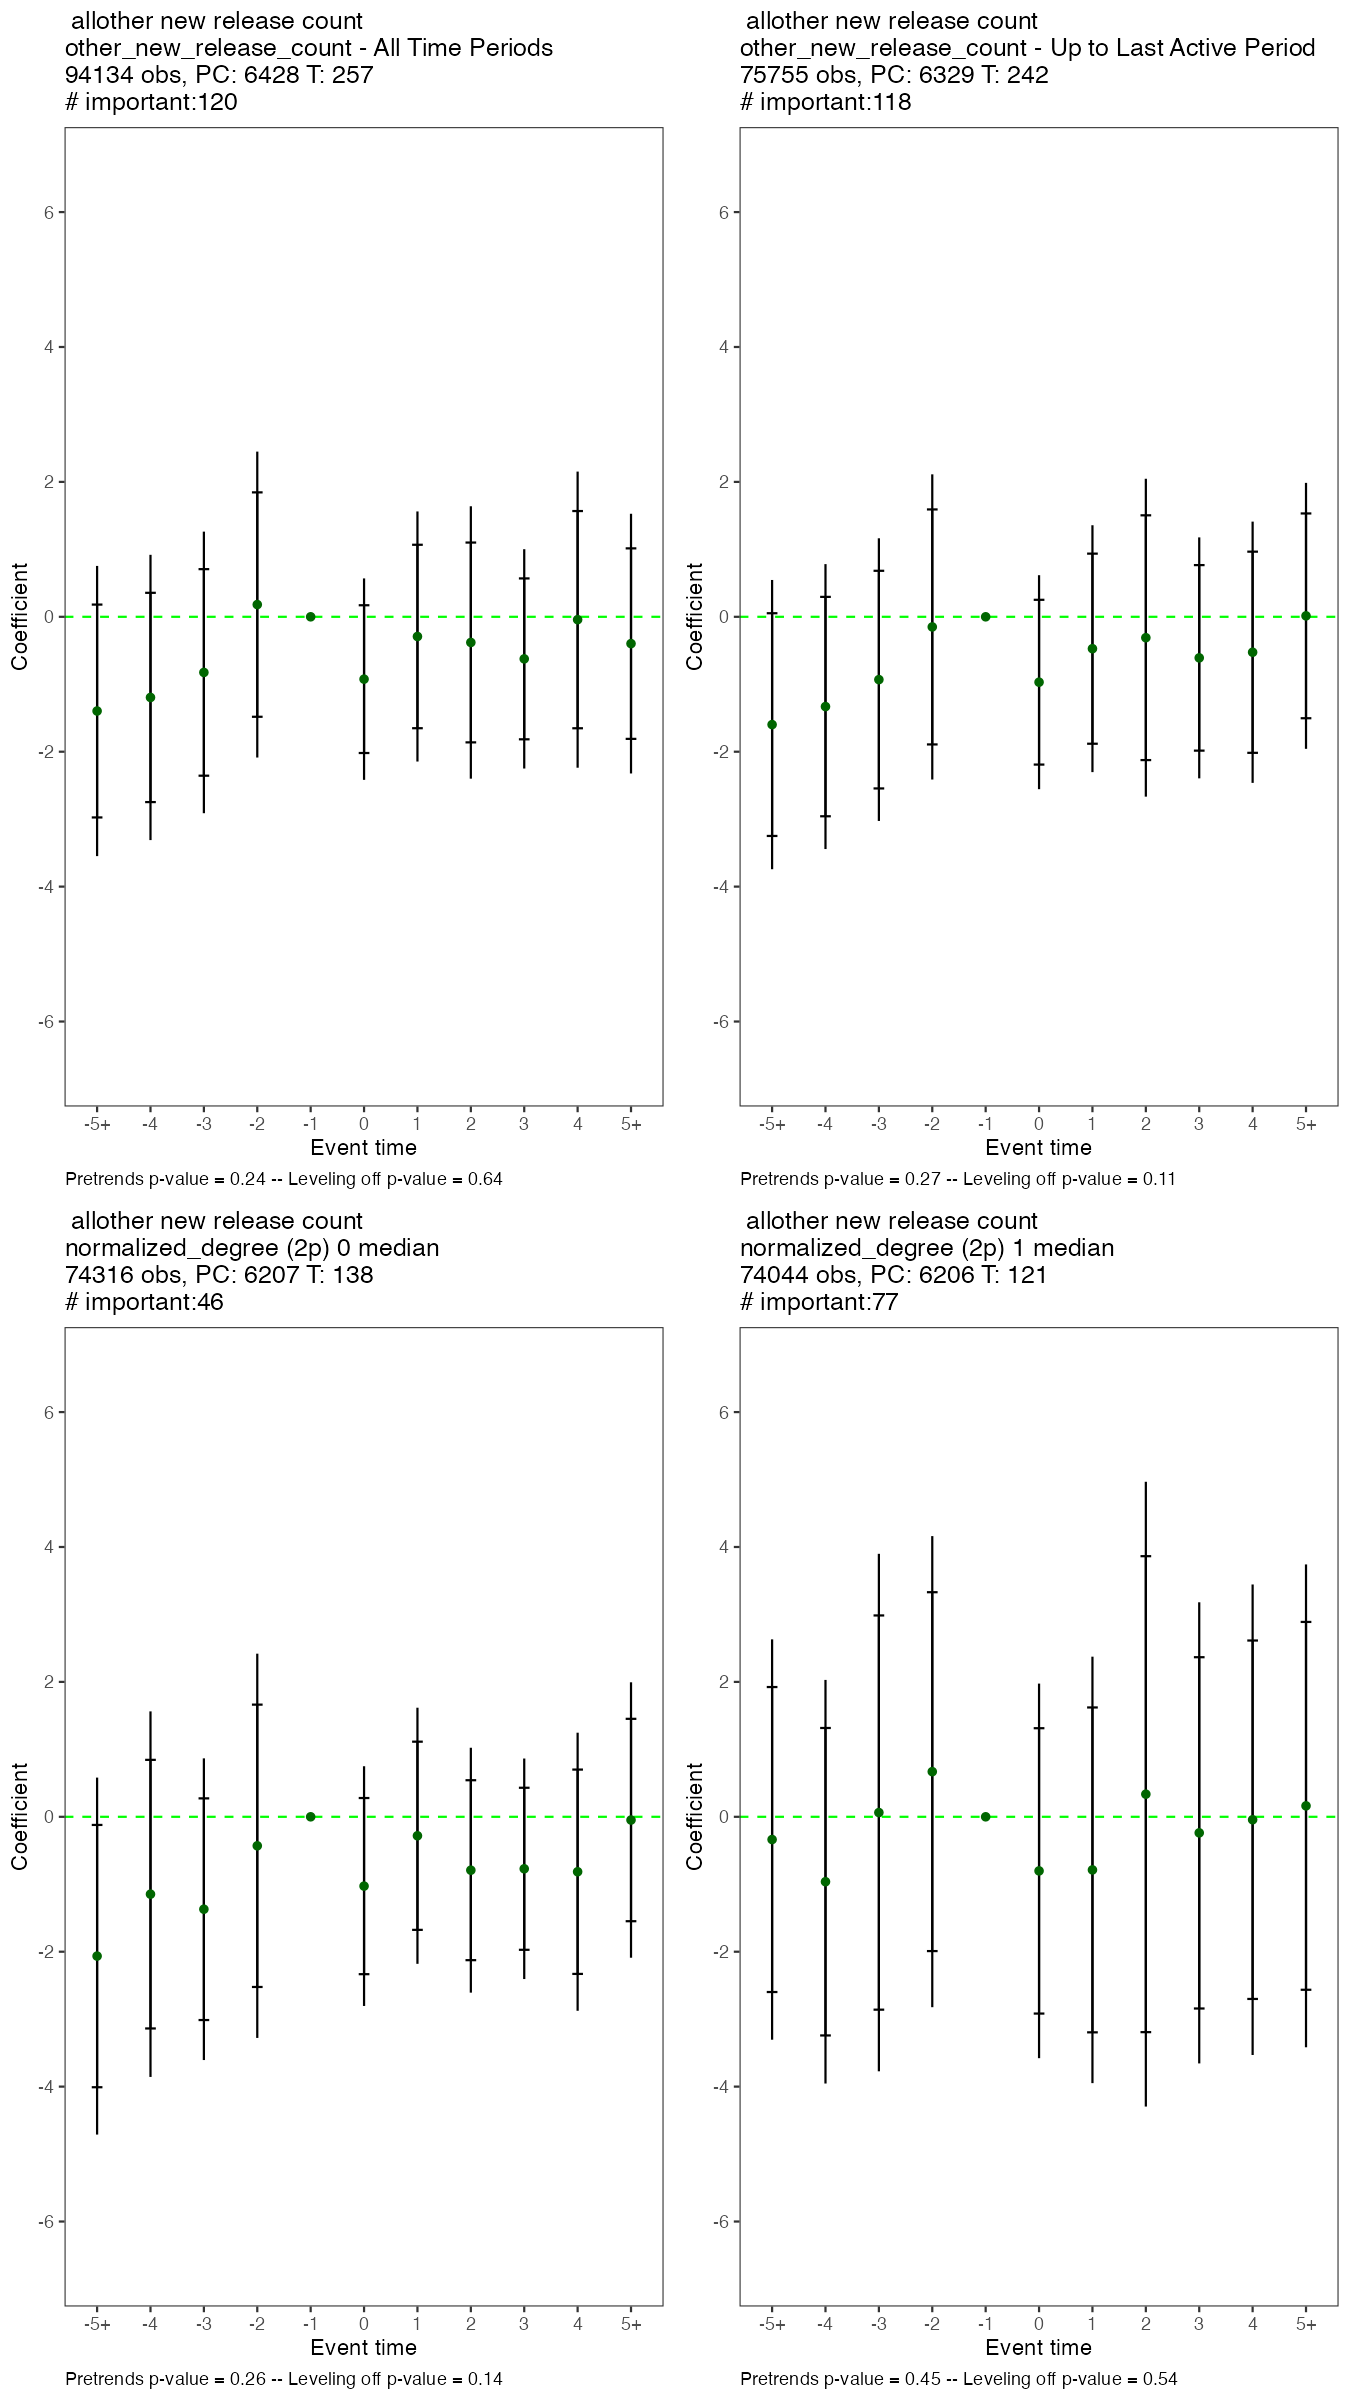 allother new release count
other_new_release_count - All Time Periods
94134 obs, PC: 6428 T: 257
# important:120
6
4
2
0
-2
-4
-6
Coefficient
-5+ -4 -3 -2 -1 0 1 2 3 4 5+
Event time
Pretrends p-value = 0.24 -- Leveling off p-value = 0.64
allother new release count
other_new_release_count - Up to Last Active Period
75755 obs, PC: 6329 T: 242
# important:118
6
4
2
0
-2
-4
-6
Coefficient
-5+ -4 -3 -2 -1 0 1 2 3 4 5+
Event time
Pretrends p-value = 0.27 -- Leveling off p-value = 0.11
allother new release count
normalized_degree (2p) 0 median
74316 obs, PC: 6207 T: 138
# important:46
6
4
2
0
-2
-4
-6
Coefficient
-5+ -4 -3 -2 -1 0 1 2 3 4 5+
Event time
Pretrends p-value = 0.26 -- Leveling off p-value = 0.14
allother new release count
normalized_degree (2p) 1 median
74044 obs, PC: 6206 T: 121
# important:77
6
4
2
0
-2
-4
-6
Coefficient
-5+ -4 -3 -2 -1 0 1 2 3 4 5+
Event time
Pretrends p-value = 0.45 -- Leveling off p-value = 0.54